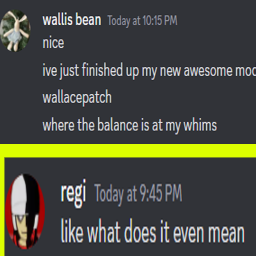 wallis bean Today at 10:15 PM
nice
ive just finished up my new awesome mod
wallacepatch
where the balance is at my whims
regi Today at 9:45 PM
like what does it even mean